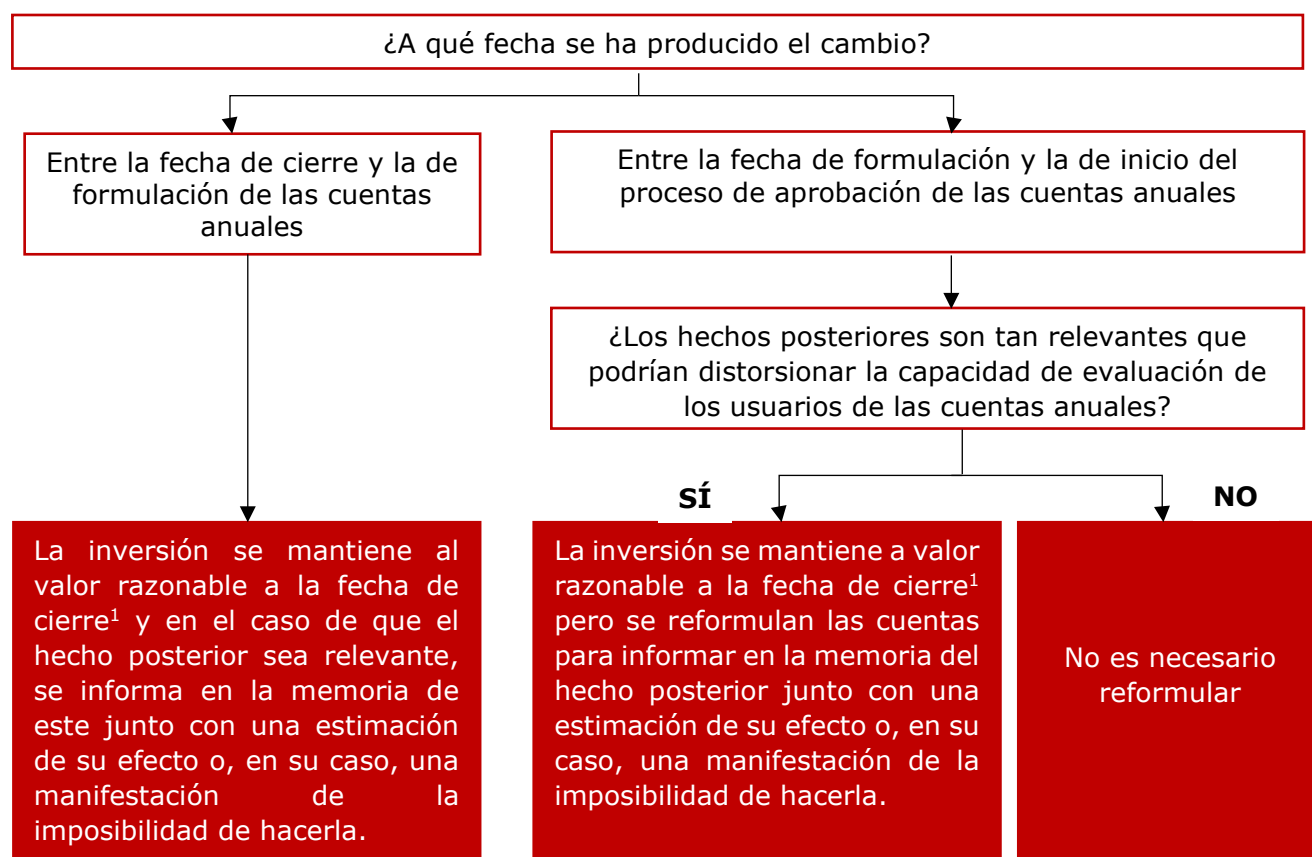 ¿A qué fecha se ha producido el cambio?
Entre la fecha de cierre y la de
formulación de las cuentas
anuales
Entre la fecha de formulación y la de inicio del
proceso de aprobación de las cuentas anuales
¿Los hechos posteriores son tan relevantes que
podrían distorsionar la capacidad de evaluación de
los usuarios de las cuentas anuales?
SÍ
NO
La inversión se mantiene al
valor razonable a la fecha de
cierre¹ y en el caso de que el
hecho posterior sea relevante,
se informa en la memoria de
este junto con una estimación
de su efecto o, en su caso, una
manifestación de la
imposibilidad de hacerla.
La inversión se mantiene a valor
razonable a la fecha de cierre¹
pero se reformulan las cuentas
para informar en la memoria del
hecho posterior junto con una
estimación de su efecto o, en su
caso, una manifestación de la
imposibilidad de hacerla.
No es necesario
reformular